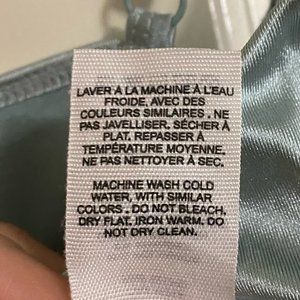 LAVER À LA MACHINE À L'EAU
FROIDE, AVEC DES
COULEURS SIMILAIRES . NE
PAS JAVELLISER, SÉCHER À
PLAT, REPASSER À
TEMPÉRATURE MOYENNE.
NE PAS NETTOYER À SEC.
MACHINE WASH COLD
WATER, WITH SIMILAR
COLORS . DO NOT BLEACH,
DRY FLAT, IRON WARM. DO
NOT DRY CLEAN.